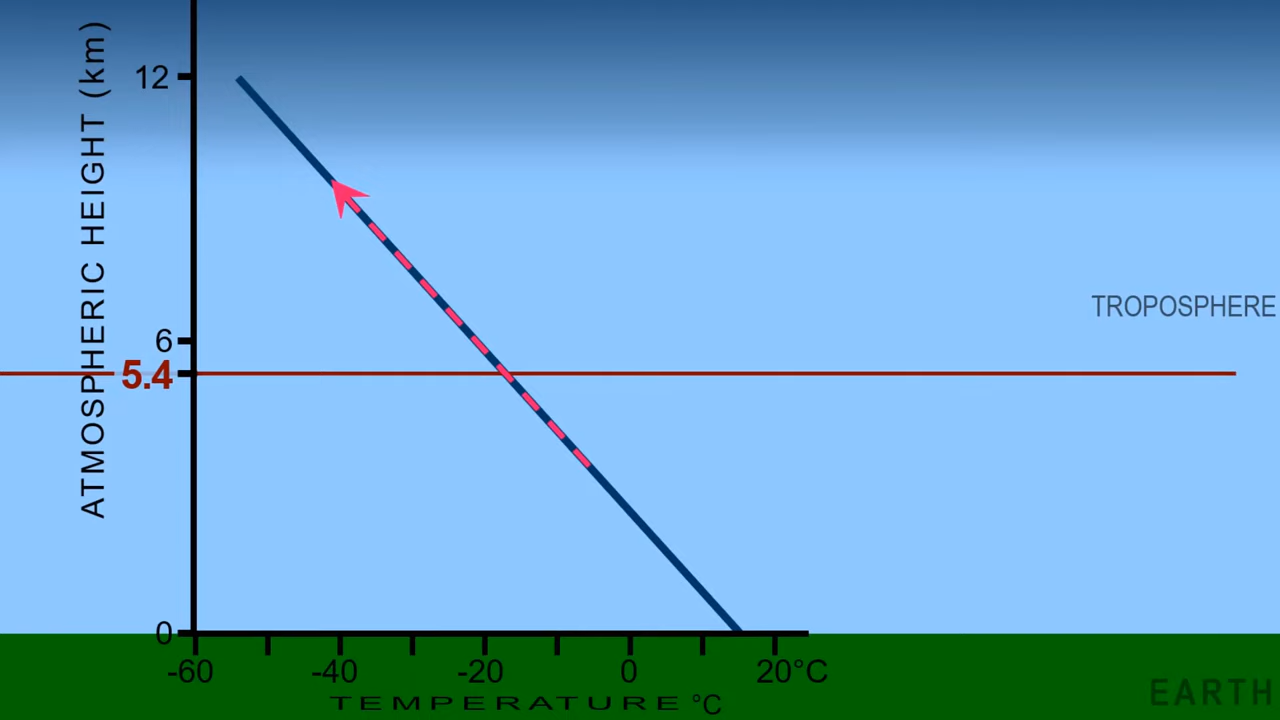 ATMOSPHERIC HEIGHT (km)
12
TROPOSPHERE
6
5.4
0
-60 -40 -20 0 20°C
TEMPERATURE °C
EARTH